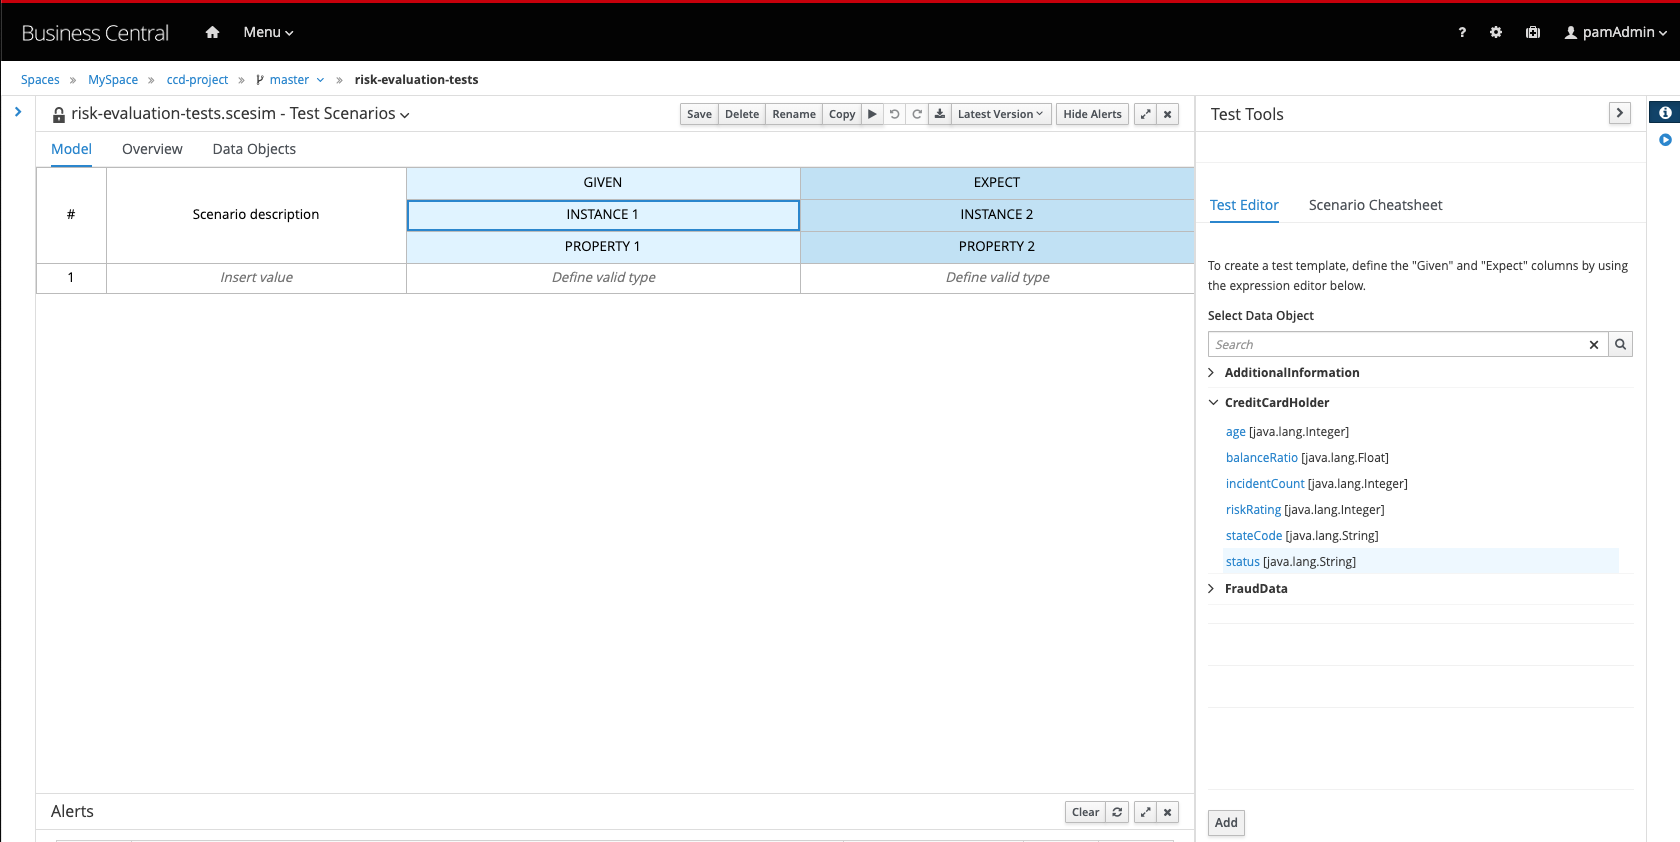 Business Central
Menu
?
pamAdmin
Spaces » MySpace » ccd-project » master » risk-evaluation-tests
risk-evaluation-tests.scesim - Test Scenarios
Save Delete Rename Copy Latest Version Hide Alerts
Test Tools
Model Overview Data Objects
# Scenario description GIVEN EXPECT
INSTANCE 1 INSTANCE 2
PROPERTY 1 PROPERTY 2
1 Insert value Define valid type Define valid type
Test Editor Scenario Cheatsheet
To create a test template, define the "Given" and "Expect" columns by using
the expression editor below.
Select Data Object
Search
AdditionalInformation
CreditCardHolder
age [java.lang.Integer]
balanceRatio [java.lang.Float]
incidentCount [java.lang.Integer]
riskRating [java.lang.Integer]
stateCode [java.lang.String]
status [java.lang.String]
FraudData
Alerts
Clear
Add